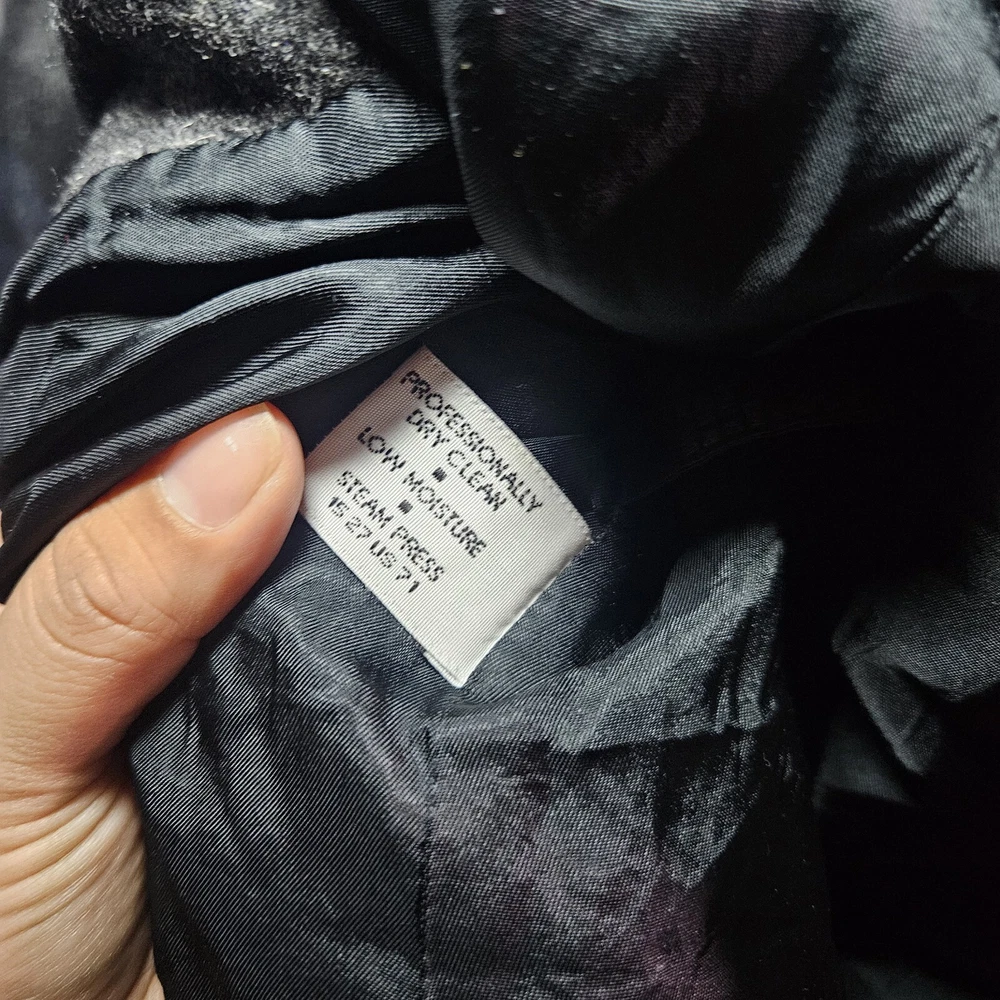 PROFESSIONALLY
DRY CLEAN
LOW MOISTURE
STEAM PRESS
15 27 US 71